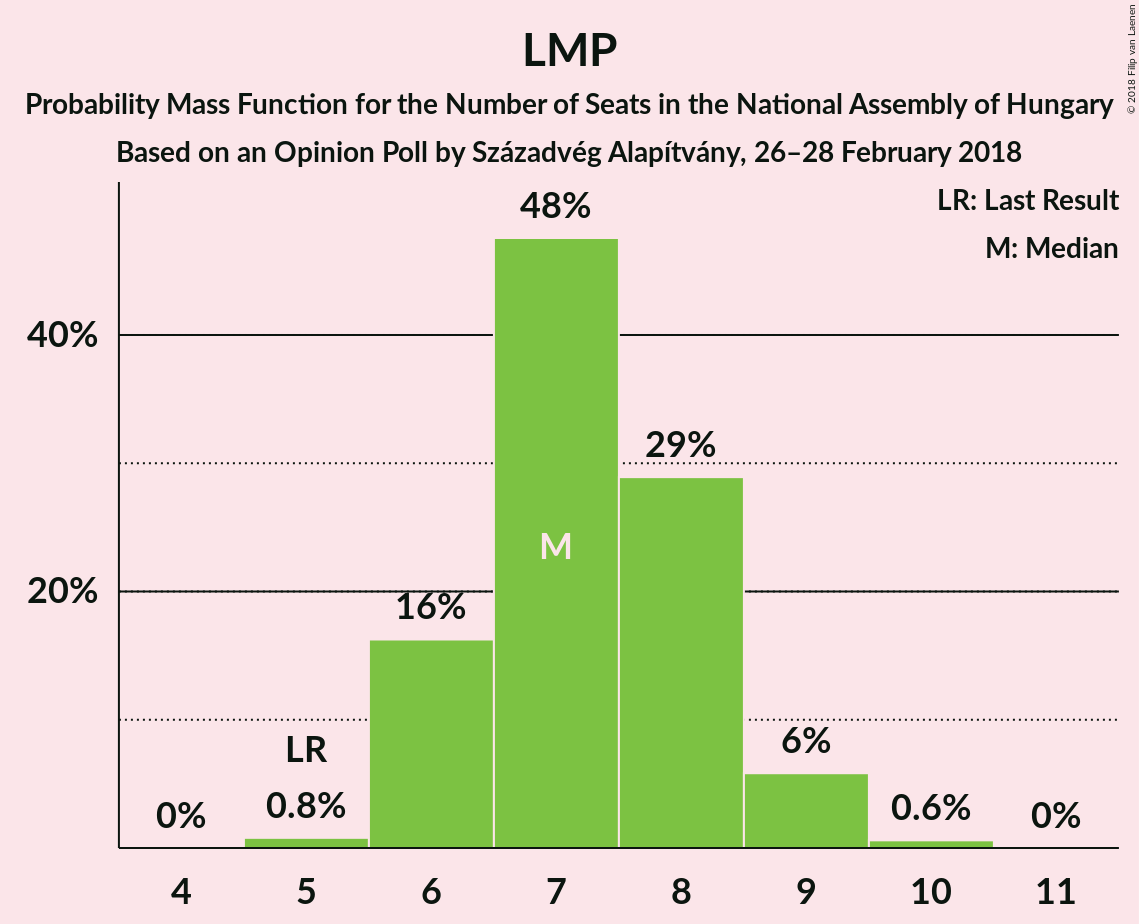 LMP
Probability Mass Function for the Number of Seats in the National Assembly of Hungary
Based on an Opinion Poll by Századvég Alapítvány, 26–28 February 2018
© 2018 Filip van Laenen
LR: Last Result
M: Median
40%
20%
0%
LR
0.8%
16%
48%
M
29%
6%
0.6%
0%
4 5 6 7 8 9 10 11